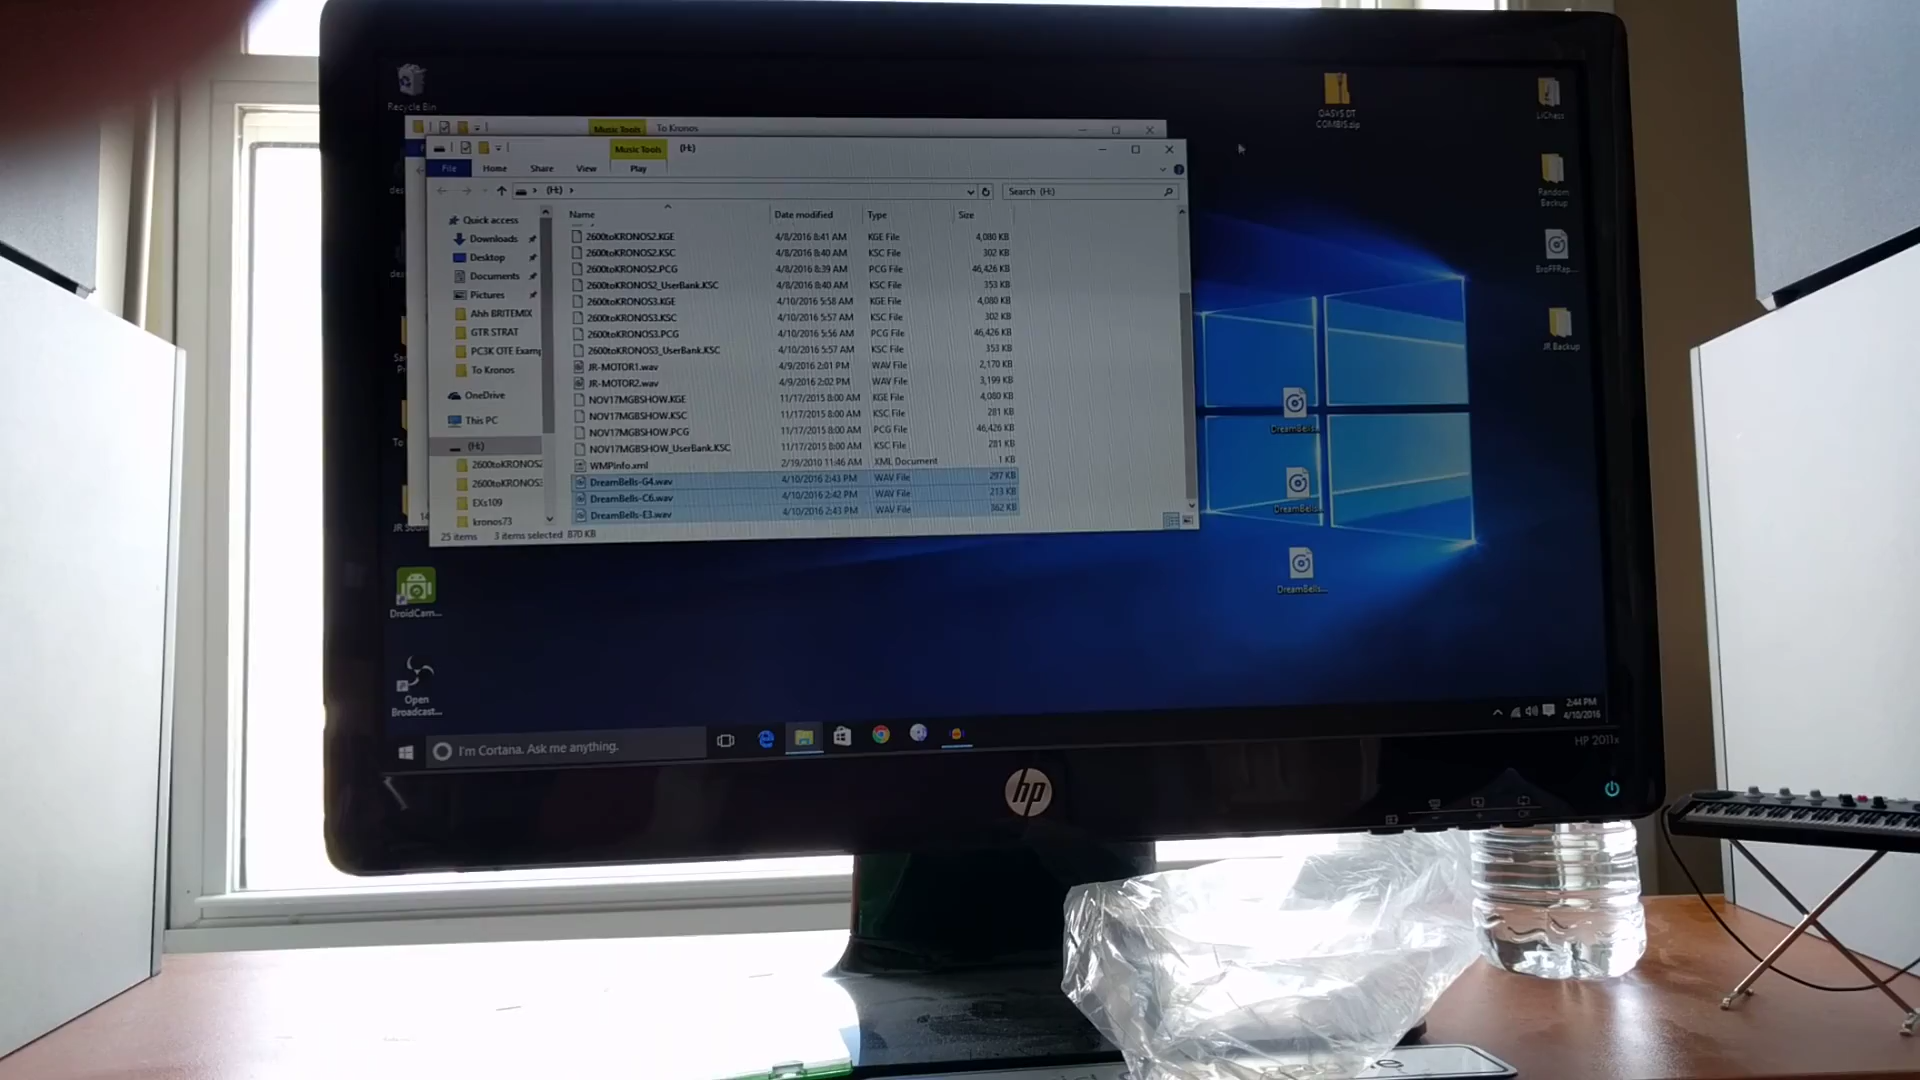 Recycle Bin
OASYS DT
COMBIS.zip
LiChess
Random
Backup
BroFFRap...
JR Backup
Music Tools To Kronos
Music Tools (H:)
File Home Share View Play
(H:) Search (H:)
Name Date modified Type Size
2600toKRONOS2.KGE 4/8/2016 8:41 AM KGE File 4,080 KB
2600toKRONOS2.KSC 4/8/2016 8:40 AM KSC File 302 KB
2600toKRONOS2.PCG 4/8/2016 8:39 AM PCG File 46,426 KB
2600toKRONOS2_UserBank.KSC 4/8/2016 8:40 AM KSC File 353 KB
2600toKRONOS3.KGE 4/10/2016 5:58 AM KGE File 4,080 KB
2600toKRONOS3.KSC 4/10/2016 5:57 AM KSC File 302 KB
2600toKRONOS3.PCG 4/10/2016 5:56 AM PCG File 46,426 KB
2600toKRONOS3_UserBank.KSC 4/10/2016 5:57 AM KSC File 353 KB
JR-MOTOR1.wav 4/9/2016 2:01 PM WAV File 2,170 KB
JR-MOTOR2.wav 4/9/2016 2:02 PM WAV File 3,199 KB
NOV17MGBSHOW.KGE 11/17/2015 8:00 AM KGE File 4,080 KB
NOV17MGBSHOW.KSC 11/17/2015 8:00 AM KSC File 281 KB
NOV17MGBSHOW.PCG 11/17/2015 8:00 AM PCG File 46,426 KB
NOV17MGBSHOW_UserBank.KSC 11/17/2015 8:00 AM KSC File 281 KB
WMPInfo.xml 2/19/2010 11:46 AM XML Document 1 KB
DreamBells-G4.wav 4/10/2016 2:43 PM WAV File 297 KB
DreamBells-C6.wav 4/10/2016 2:42 PM WAV File 213 KB
DreamBells-E3.wav 4/10/2016 2:43 PM WAV File 362 KB
Quick access
Downloads
Desktop
Documents
Pictures
Ahh BRITEMIX
GTR STRAT
PC3K OTE Examp
To Kronos
OneDrive
This PC
(H:)
2600toKRONOS2
2600toKRONOS3
EXs109
kronos73
25 items 3 items selected 870 KB
DreamBells...
DreamBells...
DreamBells...
DroidCam...
Open
Broadcast...
I'm Cortana. Ask me anything.
2:44 PM
4/10/2016
HP 2011x
hp
OK